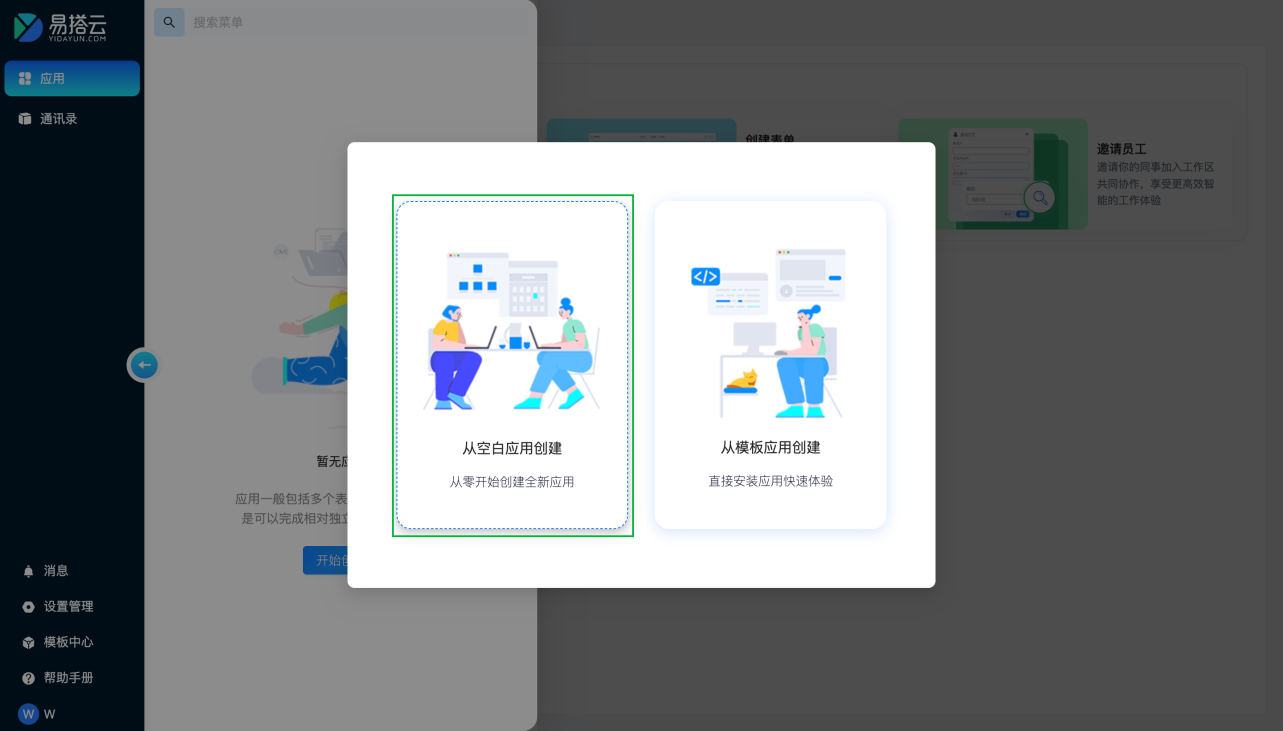 易搭云
YIDAYUN.COM
应用
通讯录
消息
设置管理
模板中心
帮助手册
W W
搜索菜单
暂无应
应用一般包括多个表
是可以完成相对独立
开始创
创建表单
邀请员工
邀请你的同事加入工作区
共同协作，享受更高效智
能的工作体验
从空白应用创建
从零开始创建全新应用
</>
从模板应用创建
直接安装应用快速体验